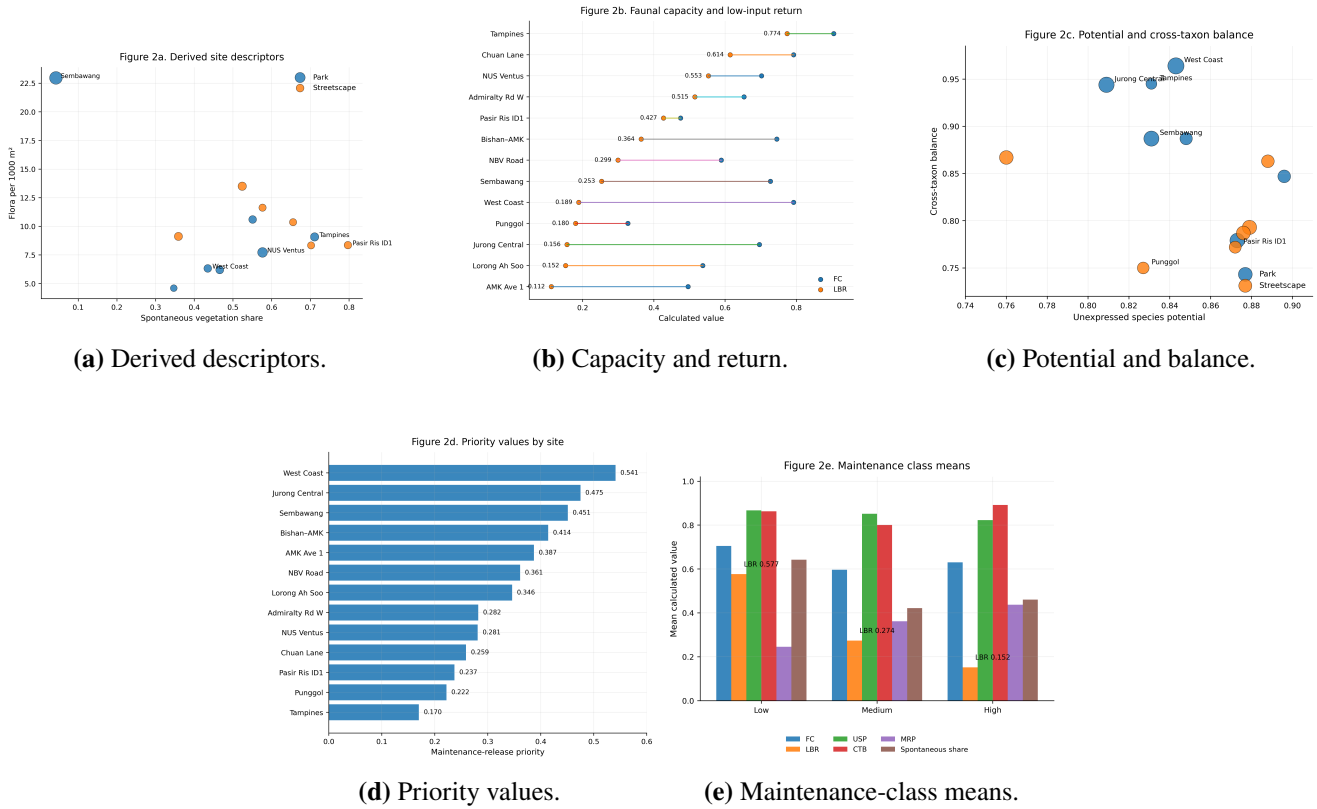 Figure 2a. Derived site descriptors
Flora per 1000 m²
22.5
20.0
17.5
15.0
12.5
10.0
7.5
5.0
Sembawang
Park
Streetscape
Tampines
Pasir Ris ID1
NUS Ventus
West Coast
0.1 0.2 0.3 0.4 0.5 0.6 0.7 0.8
Spontaneous vegetation share
(a) Derived descriptors.
Figure 2b. Faunal capacity and low-input return
Tampines 0.774
Chuan Lane 0.614
NUS Ventus 0.553
Admiralty Rd W 0.515
Pasir Ris ID1 0.427
Bishan–AMK 0.364
NBV Road 0.299
Sembawang 0.253
West Coast 0.189
Punggol 0.180
Jurong Central 0.156
Lorong Ah Soo 0.152
AMK Ave 1 0.112
FC
LBR
0.2 0.4 0.6 0.8
Calculated value
(b) Capacity and return.
Figure 2c. Potential and cross-taxon balance
Cross-taxon balance
0.95
0.90
0.85
0.80
0.75
West Coast
Jurong Central
Tampines
Sembawang
Pasir Ris ID1
Punggol
Park
Streetscape
0.74 0.76 0.78 0.80 0.82 0.84 0.86 0.88 0.90
Unexpressed species potential
(c) Potential and balance.
Figure 2d. Priority values by site
West Coast 0.541
Jurong Central 0.475
Sembawang 0.451
Bishan–AMK 0.414
AMK Ave 1 0.387
NBV Road 0.361
Lorong Ah Soo 0.346
Admiralty Rd W 0.282
NUS Ventus 0.281
Chuan Lane 0.259
Pasir Ris ID1 0.237
Punggol 0.222
Tampines 0.170
0.0 0.1 0.2 0.3 0.4 0.5 0.6
Maintenance-release priority
(d) Priority values.
Figure 2e. Maintenance class means
Mean calculated value
1.0
0.8
0.6
0.4
0.2
0.0
LBR 0.577
LBR 0.274
LBR 0.152
Low Medium High
FC USP MRP
LBR CTB Spontaneous share
(e) Maintenance-class means.